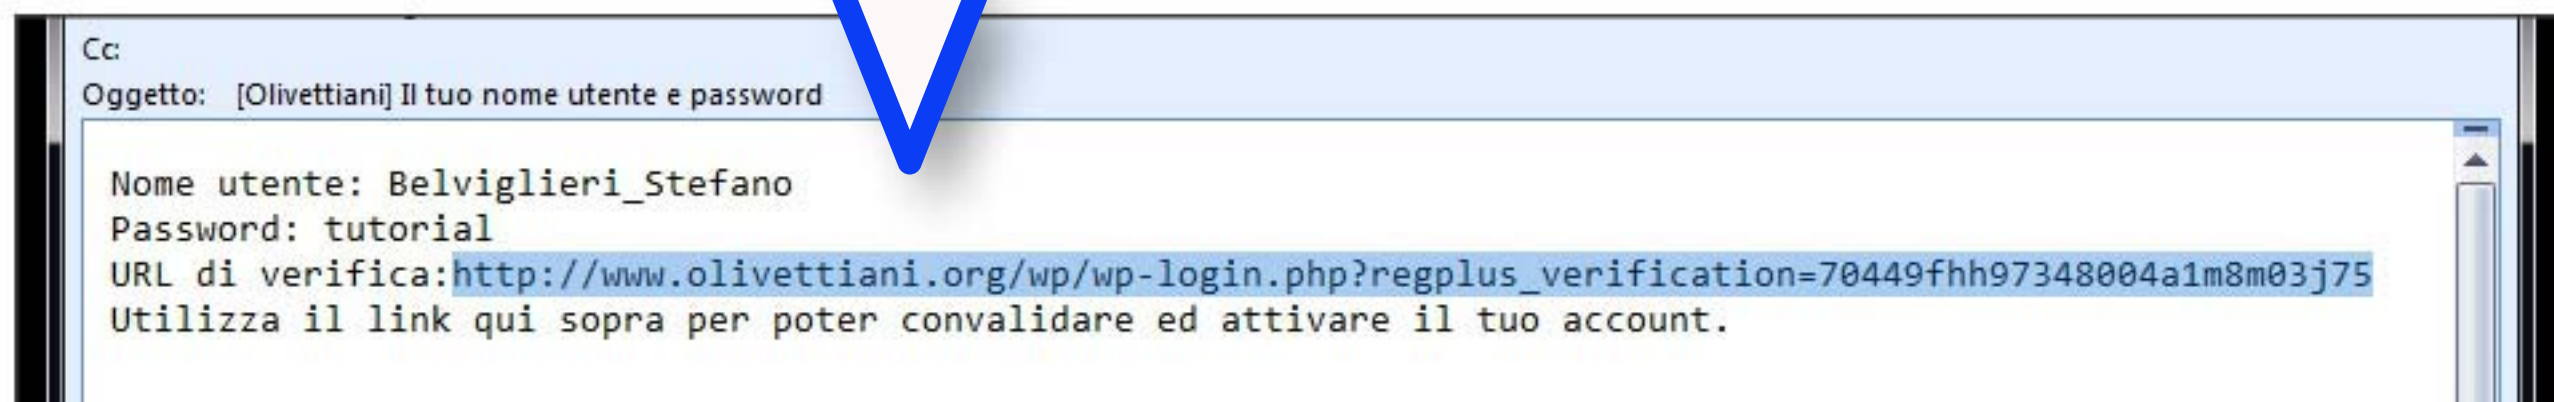 Cc:
Oggetto: [Olivettiani] Il tuo nome utente e password
Nome utente: Belviglieri_Stefano
Password: tutorial
URL di verifica:http://www.olivettiani.org/wp/wp-login.php?regplus_verification=70449fhh97348004a1m8m03j75
Utilizza il link qui sopra per poter convalidare ed attivare il tuo account.